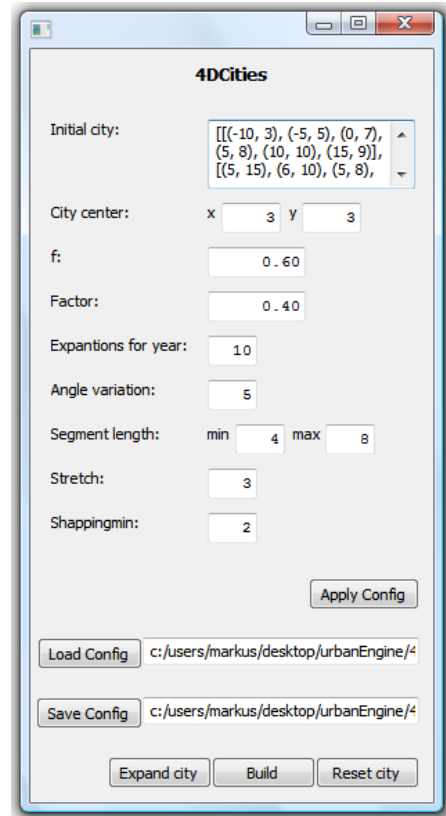 4DCities
Initial city:
[[[(-10, 3), (-5, 5), (0, 7),
(5, 8), (10, 10), (15, 9)],
[(5, 15), (6, 10), (5, 8),
City center: x 3 y 3
f: 0.60
Factor: 0.40
Expantions for year: 10
Angle variation: 5
Segment length: min 4 max 8
Stretch: 3
Shappingmin: 2
Apply Config
Load Config c:/users/markus/desktop/urbanEngine/4
Save Config c:/users/markus/desktop/urbanEngine/4
Expand city Build Reset city